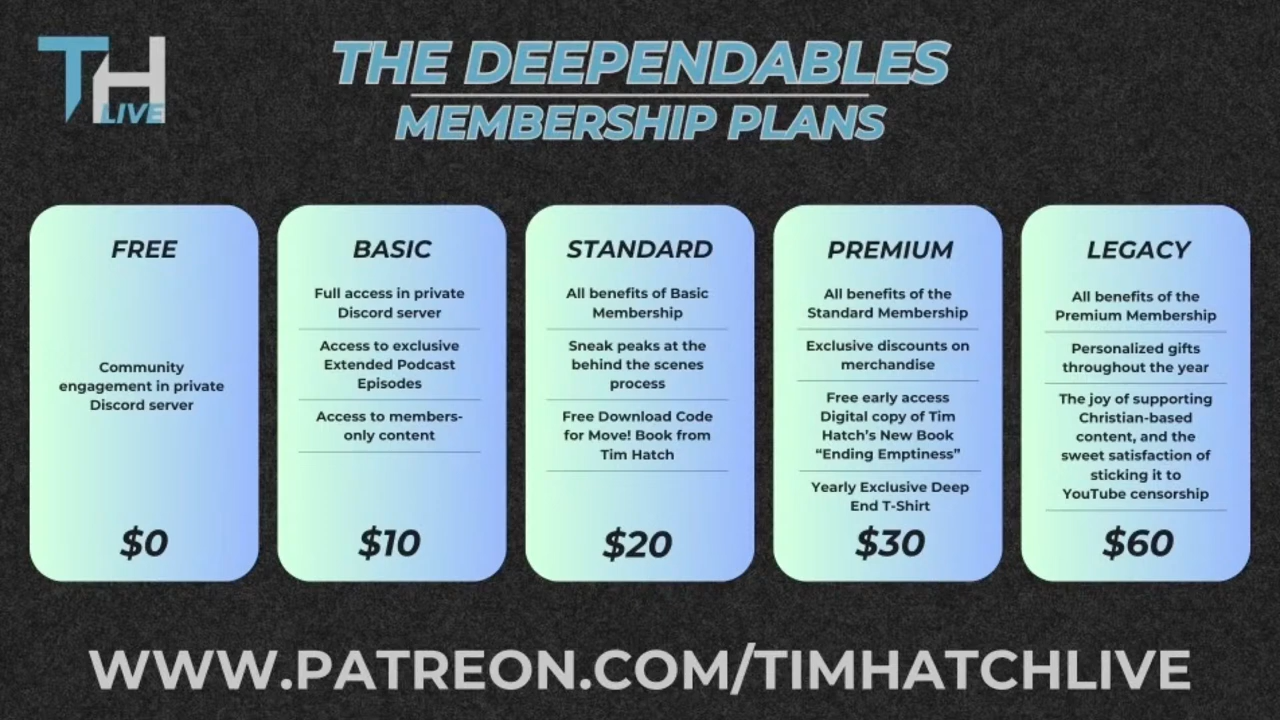 TH
LIVE
THE DEEPENDABLES
MEMBERSHIP PLANS
FREE
Community
engagement in private
Discord server
$0
BASIC
Full access in private
Discord server
Access to exclusive
Extended Podcast
Episodes
Access to members-
only content
$10
STANDARD
All benefits of Basic
Membership
Sneak peaks at the
behind the scenes
process
Free Download Code
for Move! Book from
Tim Hatch
$20
PREMIUM
All benefits of the
Standard Membership
Exclusive discounts on
merchandise
Free early access
Digital copy of Tim
Hatch's New Book
“Ending Emptiness”
Yearly Exclusive Deep
End T-Shirt
$30
LEGACY
All benefits of the
Premium Membership
Personalized gifts
throughout the year
The joy of supporting
Christian-based
content, and the
sweet satisfaction of
sticking it to
YouTube censorship
$60
WWW.PATREON.COM/TIMHATCHLIVE